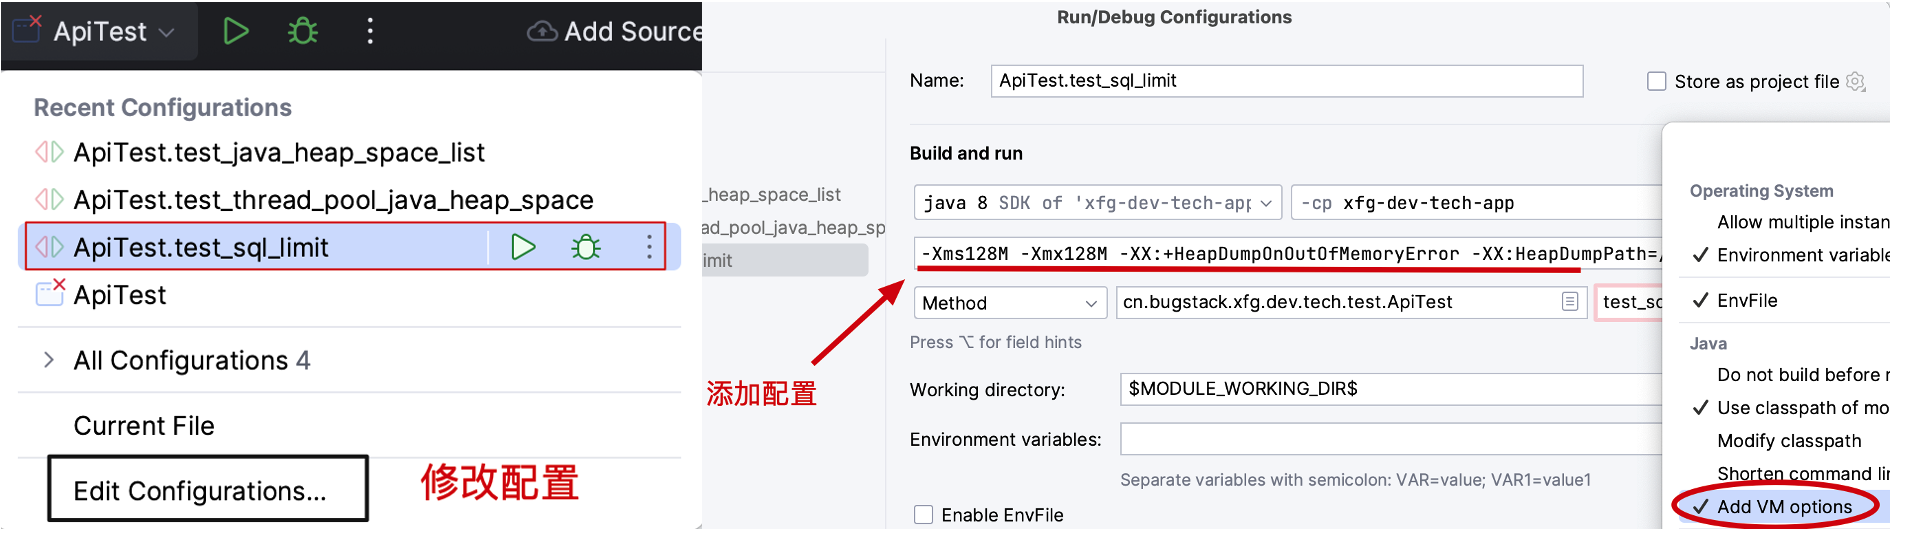 ApiTest
Add Source
Recent Configurations
ApiTest.test_java_heap_space_list
ApiTest.test_thread_pool_java_heap_space
ApiTest.test_sql_limit
ApiTest
All Configurations 4
Current File
Edit Configurations...
修改配置
Run/Debug Configurations
Name:
ApiTest.test_sql_limit
Store as project file
Build and run
_heap_space_list
ad_pool_java_heap_sp
imit
java 8 SDK of 'xfg-dev-tech-app
-cp xfg-dev-tech-app
-Xms128M -Xmx128M -XX:+HeapDumpOnOutOfMemoryError -XX:HeapDumpPath=/
Method
cn.bugstack.xfg.dev.tech.test.ApiTest
test_sq
Press ⌥ for field hints
添加配置
Working directory:
$MODULE_WORKING_DIR$
Environment variables:
Separate variables with semicolon: VAR=value; VAR1=value1
Enable EnvFile
Operating System
Allow multiple instan
Environment variable
EnvFile
Java
Do not build before r
Use classpath of mo
Modify classpath
Shorten command lin
Add VM options